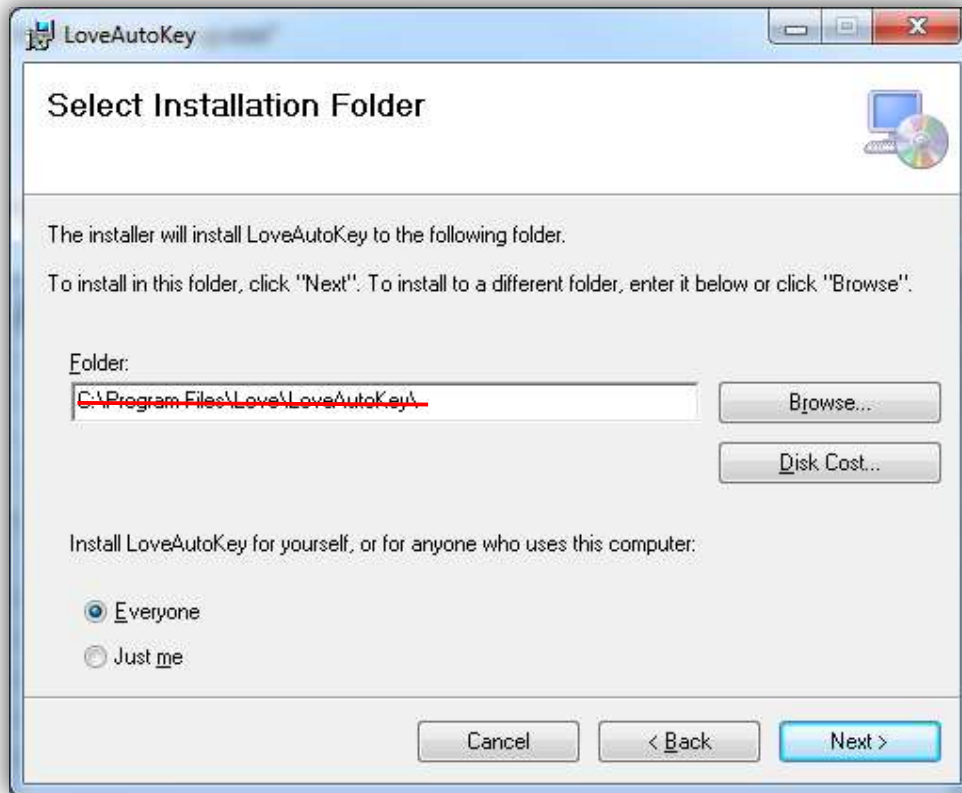 LoveAutoKey
Select Installation Folder
The installer will install LoveAutoKey to the following folder.
To install in this folder, click "Next". To install to a different folder, enter it below or click "Browse".
Folder:
C:\Program Files\Love\LoveAutoKey\
Browse...
Disk Cost...
Install LoveAutoKey for yourself, or for anyone who uses this computer:
Everyone
Just me
Cancel
< Back
Next >